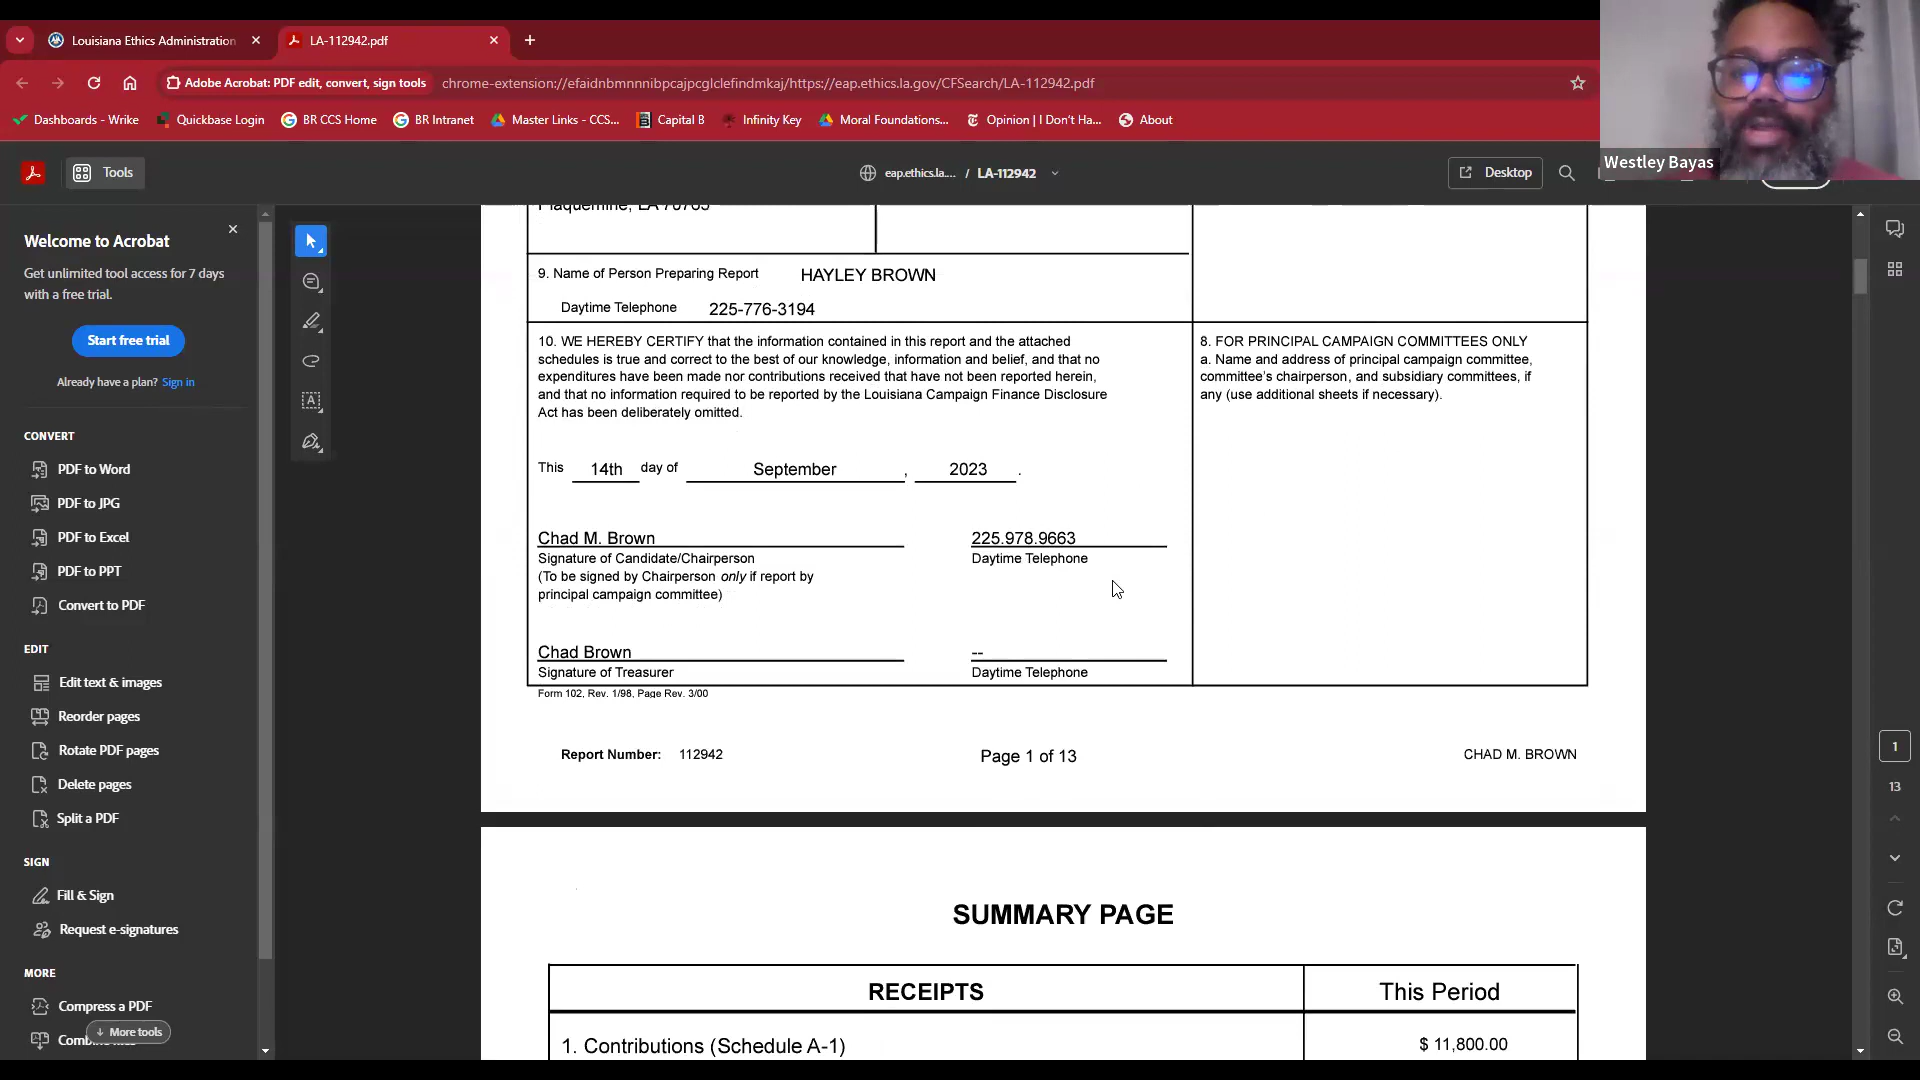 Louisiana Ethics Administration
LA-112942.pdf
Adobe Acrobat: PDF edit, convert, sign tools
chrome-extension://efaidnbmnnnibpcajpcglclefindmkaj/https://eap.ethics.la.gov/CFSearch/LA-112942.pdf
Dashboards - Wrike
Quickbase Login
BR CCS Home
BR Intranet
Master Links - CCS...
Capital B
Infinity Key
Moral Foundations...
Opinion | I Don't Ha...
About
Westley Bayas
Tools
eap.ethics.la.... / LA-112942
Desktop
Welcome to Acrobat
Get unlimited tool access for 7 days
with a free trial.
Start free trial
Already have a plan? Sign in
CONVERT
PDF to Word
PDF to JPG
PDF to Excel
PDF to PPT
Convert to PDF
EDIT
Edit text & images
Reorder pages
Rotate PDF pages
Delete pages
Split a PDF
SIGN
Fill & Sign
Request e-signatures
MORE
Compress a PDF
More tools
Plaquemine, LA 70765
9. Name of Person Preparing Report HAYLEY BROWN
Daytime Telephone 225-776-3194
10. WE HEREBY CERTIFY that the information contained in this report and the attached
schedules is true and correct to the best of our knowledge, information and belief, and that no
expenditures have been made nor contributions received that have not been reported herein,
and that no information required to be reported by the Louisiana Campaign Finance Disclosure
Act has been deliberately omitted.
This 14th day of September , 2023 .
Chad M. Brown 225.978.9663
Signature of Candidate/Chairperson Daytime Telephone
(To be signed by Chairperson only if report by
principal campaign committee)
Chad Brown --
Signature of Treasurer Daytime Telephone
Form 102, Rev. 1/98, Page Rev. 3/00
8. FOR PRINCIPAL CAMPAIGN COMMITTEES ONLY
a. Name and address of principal campaign committee,
committee's chairperson, and subsidiary committees, if
any (use additional sheets if necessary).
Report Number: 112942 Page 1 of 13 CHAD M. BROWN
SUMMARY PAGE
RECEIPTS This Period
1. Contributions (Schedule A-1) $ 11,800.00
1
13